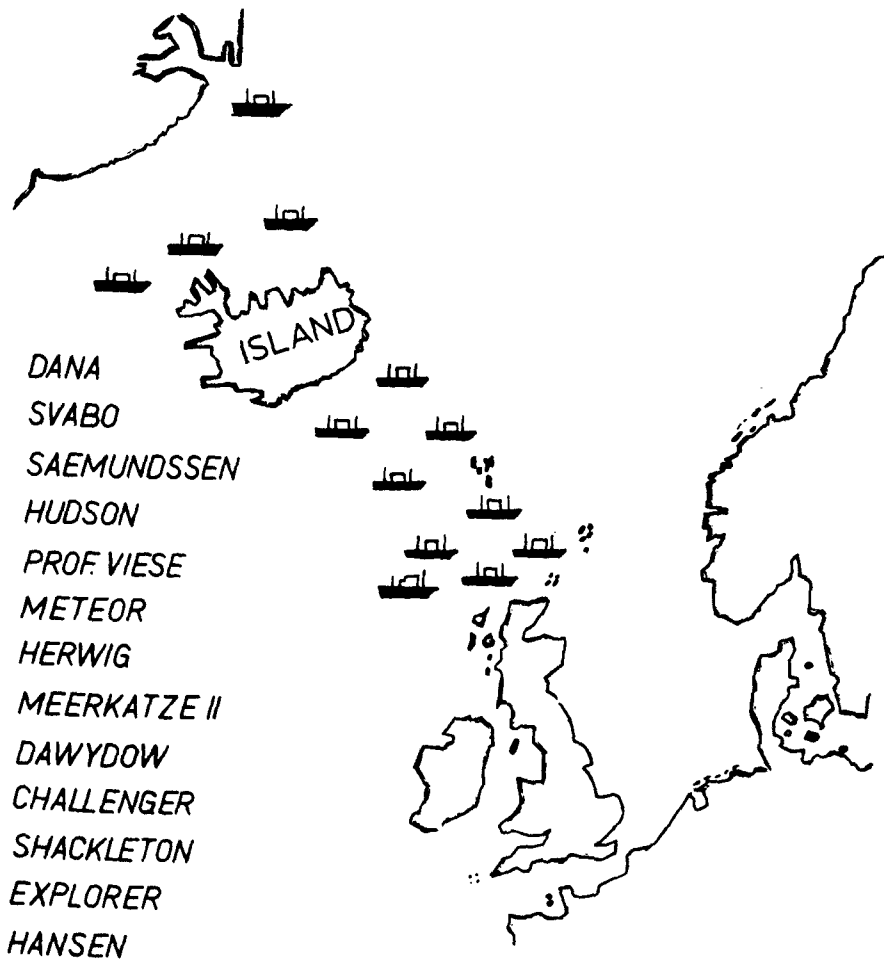 ISLAND
DANA
SVABO
SAEMUNDSSEN
HUDSON
PROF. VIESE
METEOR
HERWIG
MEERKATZE II
DAWYDOW
CHALLENGER
SHACKLETON
EXPLORER
HANSEN